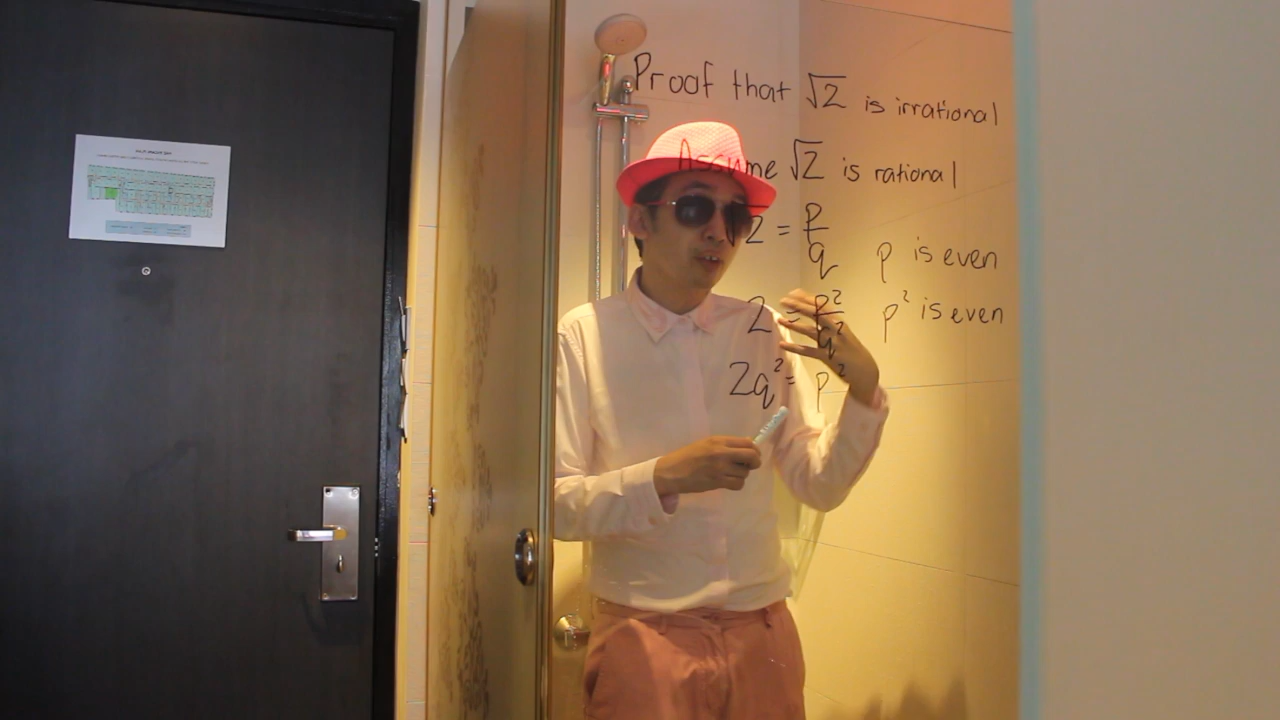 Proof that √2 is irrational
Assume √2 is rational
√2 = p/q
p is even
2 = p²/q²
p² is even
2q² = p²